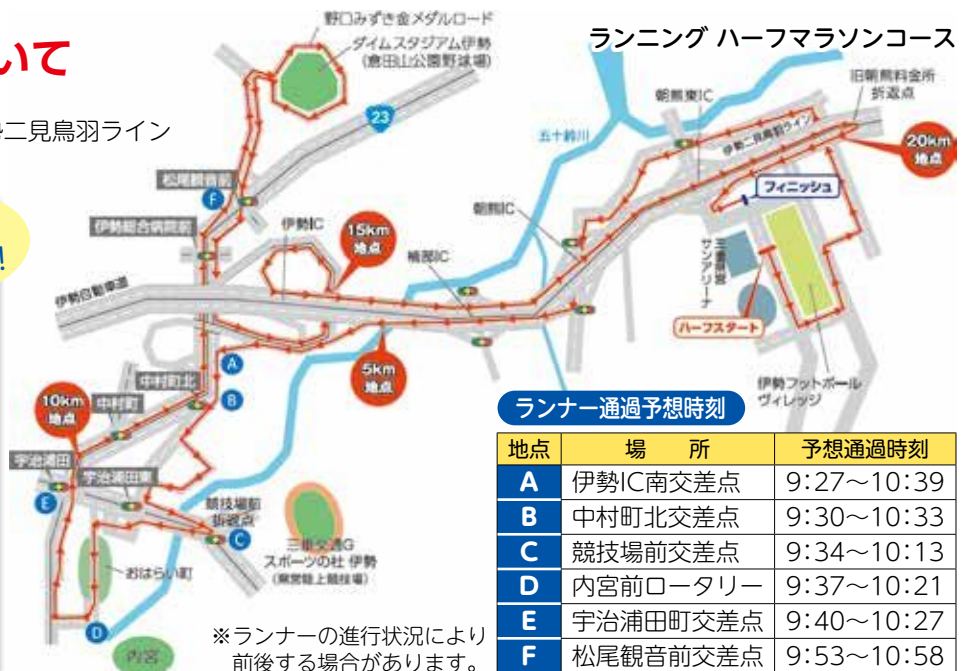 いて
二見鳥羽ライン
!
ランニング ハーフマラソンコース
野口みずき金メダルロード
ダイムスタジアム伊勢
(倉田山公園野球場)
23
旧朝熊料金所
折返点
朝熊東IC
五十鈴川
伊勢二見鳥羽ライン
20km
地点
松尾観音前
F
フィニッシュ
伊勢総合病院前
伊勢IC
15km
地点
朝熊IC
楠部IC
三重県営
サンアリーナ
伊勢自動車道
ハーフスタート
A
5km
地点
中村町北
B
伊勢フットボール
ヴィレッジ
10km
地点
中村町
宇治浦田
宇治浦田東
E
競技場前
折返点
C
三重交通G
スポーツの杜 伊勢
(県営陸上競技場)
おはらい町
D
内宮
※ランナーの進行状況により
前後する場合があります。
ランナー通過予想時刻
地点 場 所 予想通過時刻
A 伊勢IC南交差点 9:27～10:39
B 中村町北交差点 9:30～10:33
C 競技場前交差点 9:34～10:13
D 内宮前ロータリー 9:37～10:21
E 宇治浦田町交差点 9:40～10:27
F 松尾観音前交差点 9:53～10:58